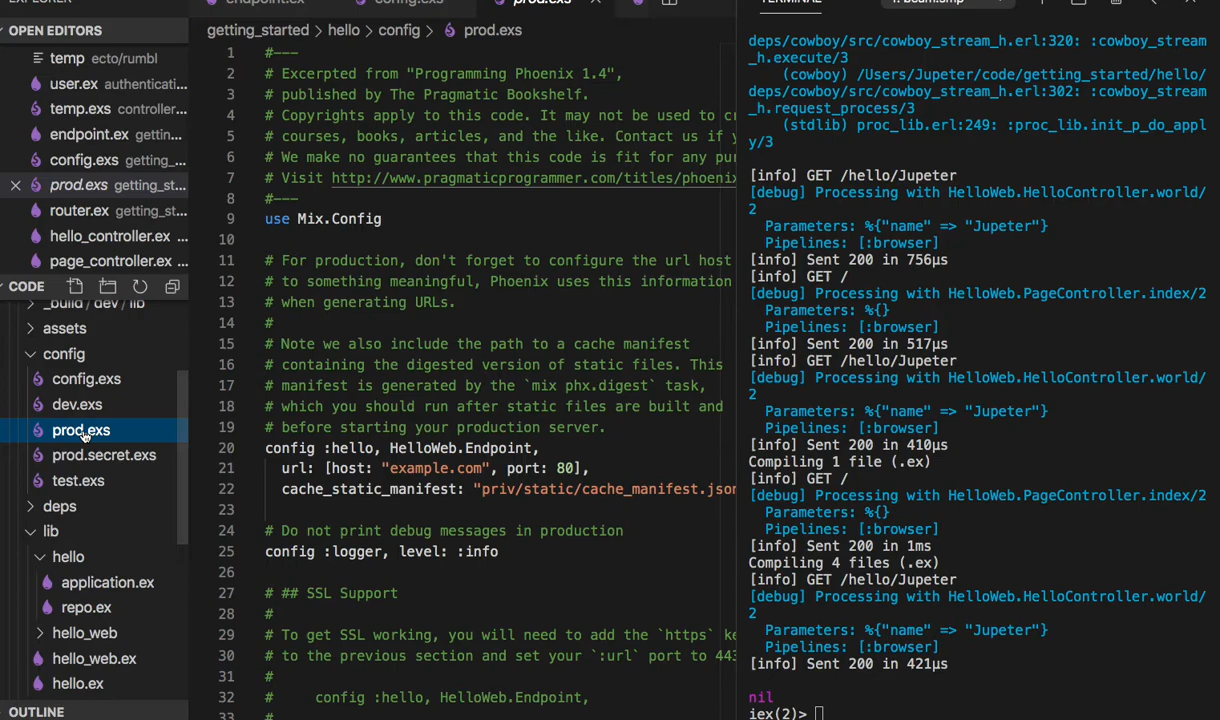 OPEN EDITORS
temp ecto/rumbl
user.ex authenticati...
temp.exs controller...
endpoint.ex gettin...
config.exs getting_...
prod.exs getting_st...
router.ex getting_st...
hello_controller.ex ...
page_controller.ex ...
CODE
_build / dev / lib
assets
config
config.exs
dev.exs
prod.exs
prod.secret.exs
test.exs
deps
lib
hello
application.ex
repo.ex
hello_web
hello_web.ex
hello.ex
OUTLINE
getting_started > hello > config > prod.exs
1 #---
2 # Excerpted from "Programming Phoenix 1.4",
3 # published by The Pragmatic Bookshelf.
4 # Copyrights apply to this code. It may not be used to cr
5 # courses, books, articles, and the like. Contact us if y
6 # We make no guarantees that this code is fit for any pur
7 # Visit http://www.pragmaticprogrammer.com/titles/phoenix
8 #---
9 use Mix.Config
10
11 # For production, don't forget to configure the url host
12 # to something meaningful, Phoenix uses this information
13 # when generating URLs.
14 #
15 # Note we also include the path to a cache manifest
16 # containing the digested version of static files. This
17 # manifest is generated by the `mix phx.digest` task,
18 # which you should run after static files are built and
19 # before starting your production server.
20 config :hello, HelloWeb.Endpoint,
21 url: [host: "example.com", port: 80],
22 cache_static_manifest: "priv/static/cache_manifest.json
23
24 # Do not print debug messages in production
25 config :logger, level: :info
26
27 # ## SSL Support
28 #
29 # To get SSL working, you will need to add the `https` ke
30 # to the previous section and set your `:url` port to 443
31 #
32 # config :hello, HelloWeb.Endpoint,
33 #
deps/cowboy/src/cowboy_stream_h.erl:320: :cowboy_stream
_h.execute/3
(cowboy) /Users/Jupeter/code/getting_started/hello/
deps/cowboy/src/cowboy_stream_h.erl:302: :cowboy_stream
_h.request_process/3
(stdlib) proc_lib.erl:249: :proc_lib.init_p_do_appl
y/3
[info] GET /hello/Jupeter
[debug] Processing with HelloWeb.HelloController.world/
2
Parameters: %{"name" => "Jupeter"}
Pipelines: [:browser]
[info] Sent 200 in 756µs
[info] GET /
[debug] Processing with HelloWeb.PageController.index/2
Parameters: %{}
Pipelines: [:browser]
[info] Sent 200 in 517µs
[info] GET /hello/Jupeter
[debug] Processing with HelloWeb.HelloController.world/
2
Parameters: %{"name" => "Jupeter"}
Pipelines: [:browser]
[info] Sent 200 in 410µs
Compiling 1 file (.ex)
[info] GET /
[debug] Processing with HelloWeb.PageController.index/2
Parameters: %{}
Pipelines: [:browser]
[info] Sent 200 in 1ms
Compiling 4 files (.ex)
[info] GET /hello/Jupeter
[debug] Processing with HelloWeb.HelloController.world/
2
Parameters: %{"name" => "Jupeter"}
Pipelines: [:browser]
[info] Sent 200 in 421µs
nil
iex(2)>